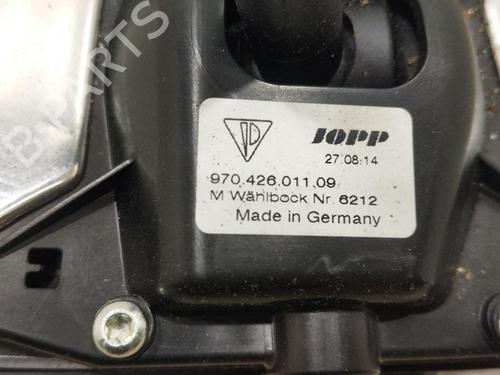 B-PARTS
JOPP
27.08.14
970.426.011.09
M Wählbock Nr. 6212
Made in Germany